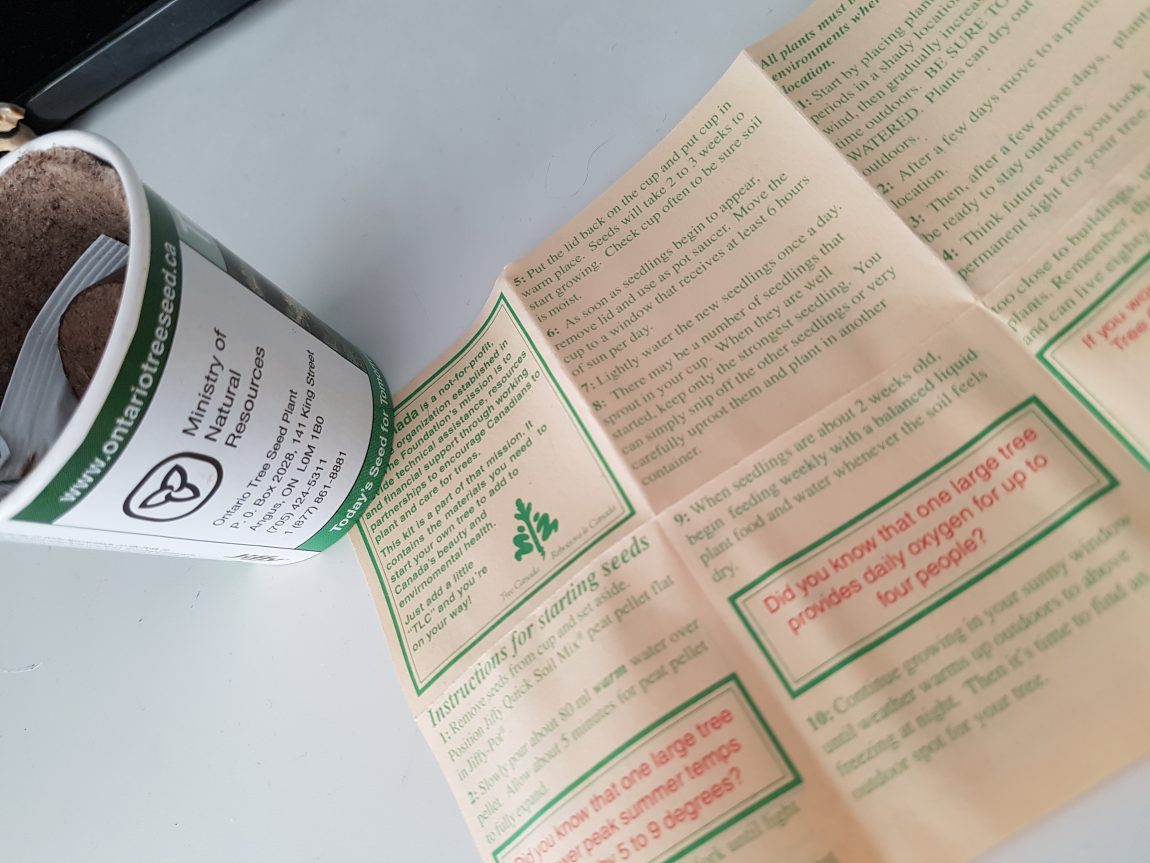 www.ontariotreeseed.ca
Ministry of
Natural
Resources
Ontario Tree Seed Plant
P. O. Box 2028, 141 King Street
Angus, ON L0M 1B0
(705) 424-5311
1 (877) 861-8881
Today's Seed for
is a not-for-profit,
organization established in
the Foundation's mission is to
technical assistance, resources
and financial support through working
partnerships to encourage Canadians to
plant and care for trees.
This kit is a part of that mission. It
contains the materials you need to
start your own tree to add to
Canada's beauty and
envirnomental health.
Just add a little
"TLC" and you're
on your way!
Tree Canada
Instructions for starting seeds
1: Remove seeds from cup and set aside.
Position Jiffy Quick Soil Mix® peat pellet flat
in Jiffy-Pot®
2: Slowly pour about 80 ml warm water over
pellet. Allow about 5 minutes for peat pellet
to fully expand.
Did you know that one large tree
peak summer temps
5 to 9 degrees?
until light
5: Put the lid back on the cup and put cup in
warm place. Seeds will take 2 to 3 weeks to
start growing. Check cup often to be sure soil
is moist.
6: As soon as seedlings begin to appear,
remove lid and use as pot saucer. Move the
cup to a window that receives at least 6 hours
of sun per day.
7: Lightly water the new seedlings once a day.
8: There may be a number of seedlings that
sprout in your cup. When they are well
started, keep only the strongest seedling. You
can simply snip off the other seedlings or very
carefully uproot them and plant in another
container.
9: When seedlings are about 2 weeks old,
begin feeding weekly with a balanced liquid
plant food and water whenever the soil feels
dry.
Did you know that one large tree
provides daily oxygen for up to
four people?
10: Continue growing in your sunny window
until weather warms up outdoors to above
freezing at night. Then it's time to find an
outdoor spot for your tree.
All plants must
environments
location.
1: Start by placing
periods in a shady
wind, then gradually
time outdoors. BE SURE TO
WATERED. Plants can dry out
outdoors.
2: After a few days move to a
location.
3: Then, after a few more days,
be ready to stay outdoors.
4: Think future when you look
permanent sight for your tree.
too close to buildings,
plants. Remember,
and can live
If you
Tree